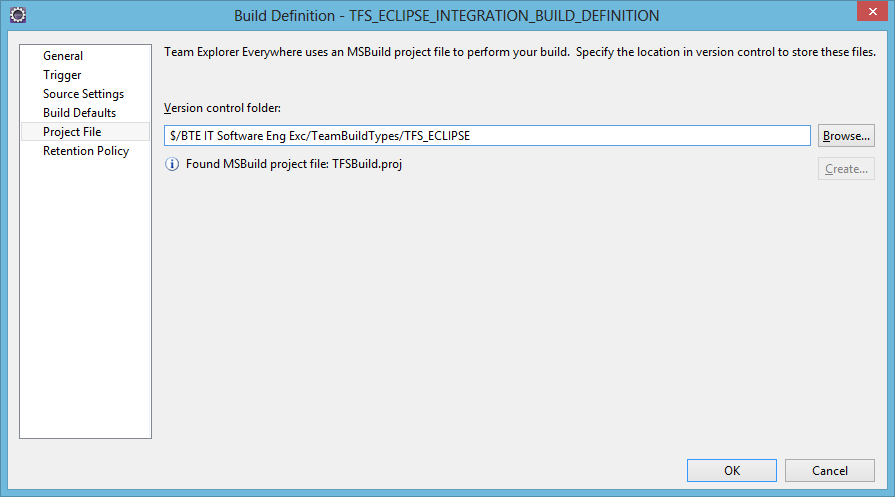 Build Definition - TFS_ECLIPSE_INTEGRATION_BUILD_DEFINITION
General
Trigger
Source Settings
Build Defaults
Project File
Retention Policy
Team Explorer Everywhere uses an MSBuild project file to perform your build.  Specify the location in version control to store these files.
Version control folder:
$/BTE IT Software Eng Exc/TeamBuildTypes/TFS_ECLIPSE
Browse...
Found MSBuild project file: TFSBuild.proj
Create...
OK
Cancel